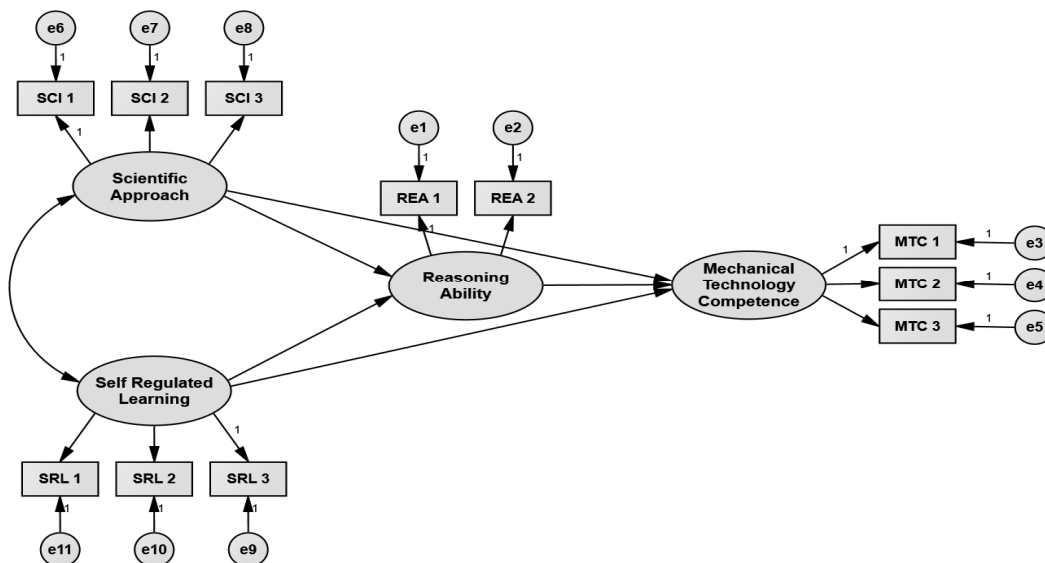 e6
e7
e8
1
1
1
SCI 1
SCI 2
SCI 3
1
e1
e2
1
1
Scientific
Approach
REA 1
REA 2
1
MTC 1
1
e3
1
Reasoning
Ability
Mechanical
Technology
Competence
MTC 2
1
e4
MTC 3
1
e5
Self Regulated
Learning
1
SRL 1
SRL 2
SRL 3
1
1
1
e11
e10
e9